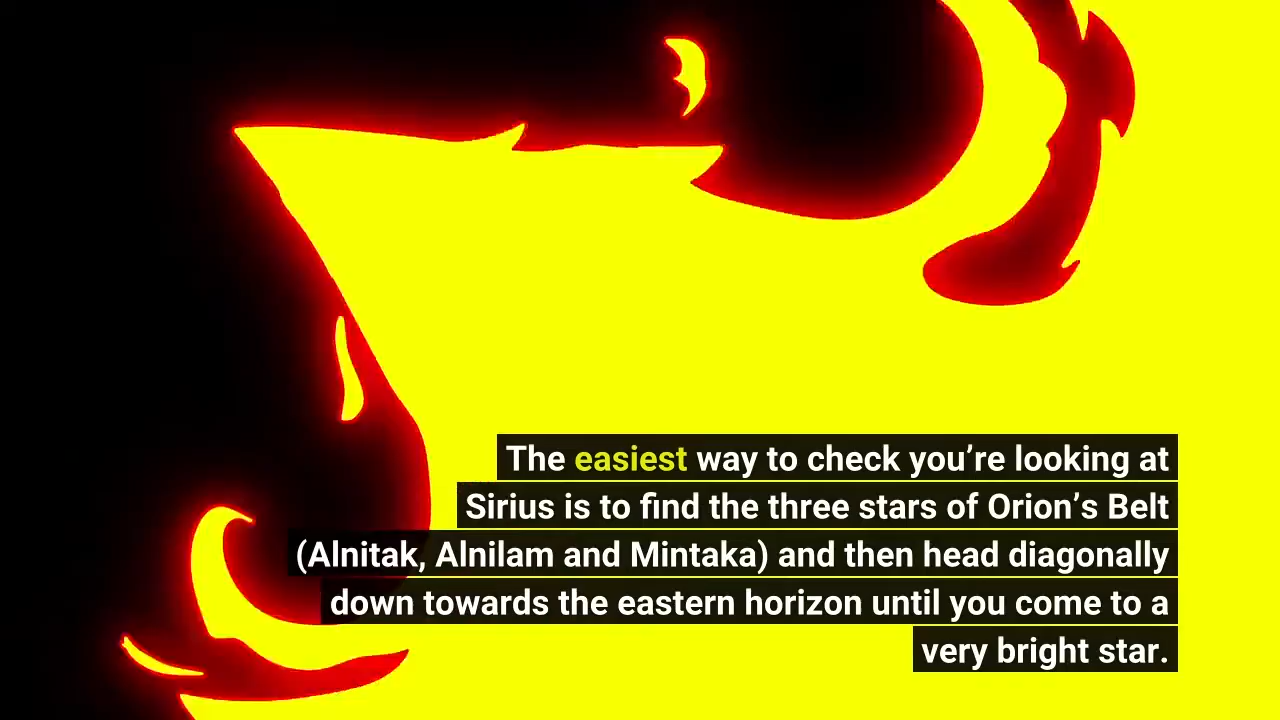 The easiest way to check you’re looking at
Sirius is to find the three stars of Orion’s Belt
(Alnitak, Alnilam and Mintaka) and then head diagonally
down towards the eastern horizon until you come to a
very bright star.